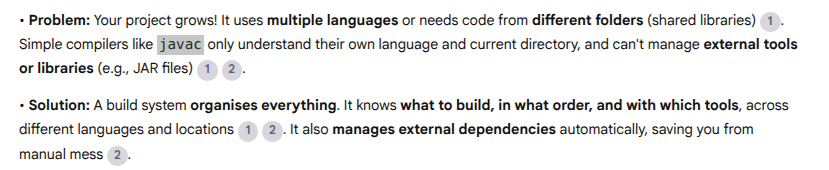 • Problem: Your project grows! It uses multiple languages or needs code from different folders (shared libraries) 1 .
Simple compilers like javac only understand their own language and current directory, and can't manage external tools
or libraries (e.g., JAR files) 1 2 .
• Solution: A build system organises everything. It knows what to build, in what order, and with which tools, across
different languages and locations 1 2 . It also manages external dependencies automatically, saving you from
manual mess 2 .